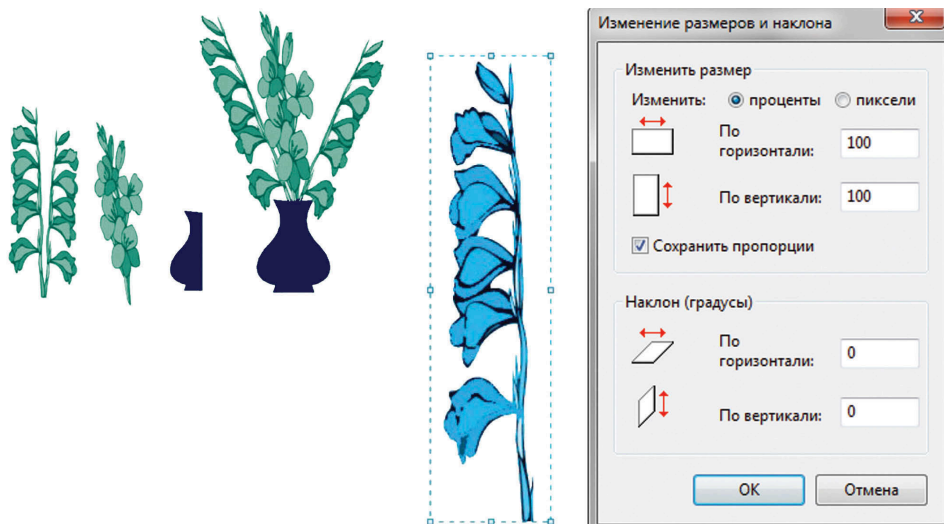 Изменение размеров и наклона
Изменить размер
Изменить: проценты пиксели
По
горизонтали: 100
По вертикали: 100
Сохранить пропорции
Наклон (градусы)
По
горизонтали: 0
По вертикали: 0
ОК Отмена